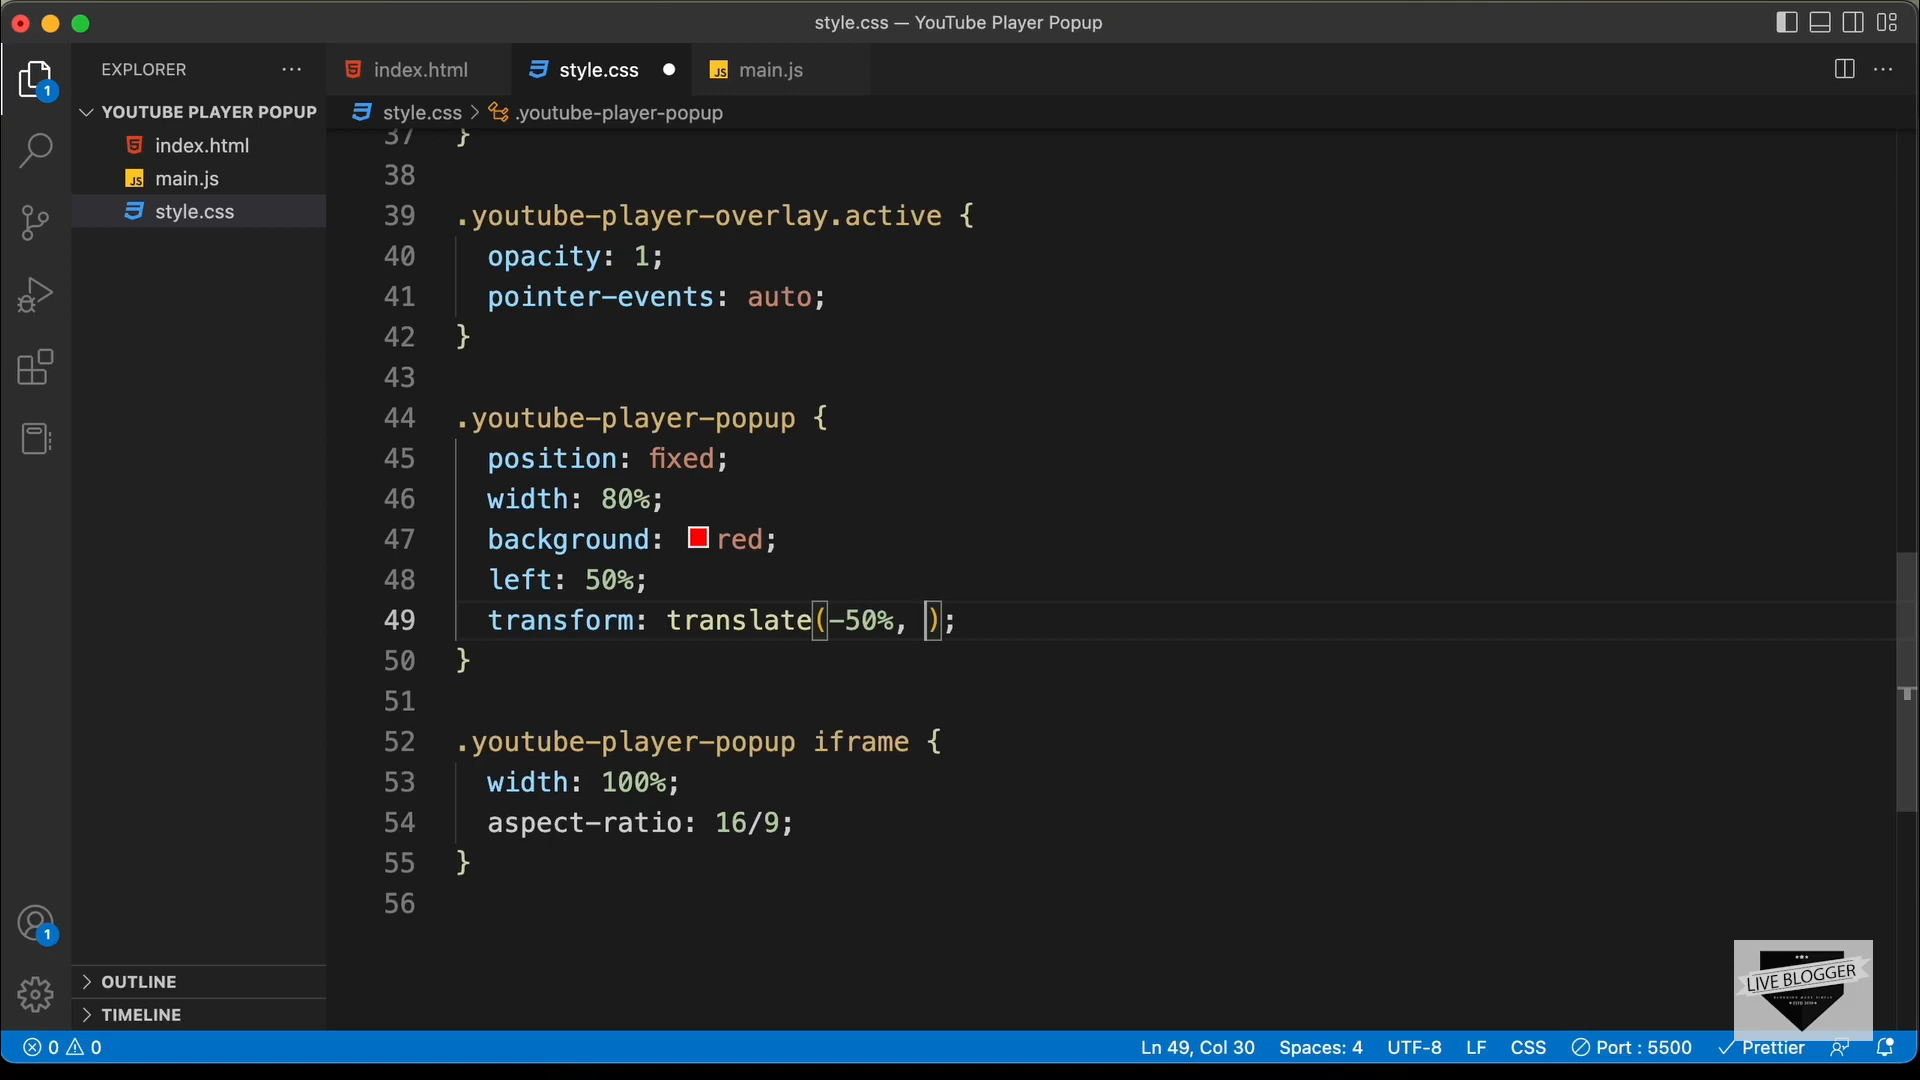 style.css — YouTube Player Popup
EXPLORER
index.html
style.css
main.js
1
YOUTUBE PLAYER POPUP
style.css > .youtube-player-popup
index.html
main.js
style.css
37 }
38
39 .youtube-player-overlay.active {
40 opacity: 1;
41 pointer-events: auto;
42 }
43
44 .youtube-player-popup {
45 position: fixed;
46 width: 80%;
47 background: red;
48 left: 50%;
49 transform: translate(-50%, );
50 }
51
52 .youtube-player-popup iframe {
53 width: 100%;
54 aspect-ratio: 16/9;
55 }
56
1
OUTLINE
TIMELINE
LIVE BLOGGER
0 0 Ln 49, Col 30 Spaces: 4 UTF-8 LF CSS Port : 5500 Prettier